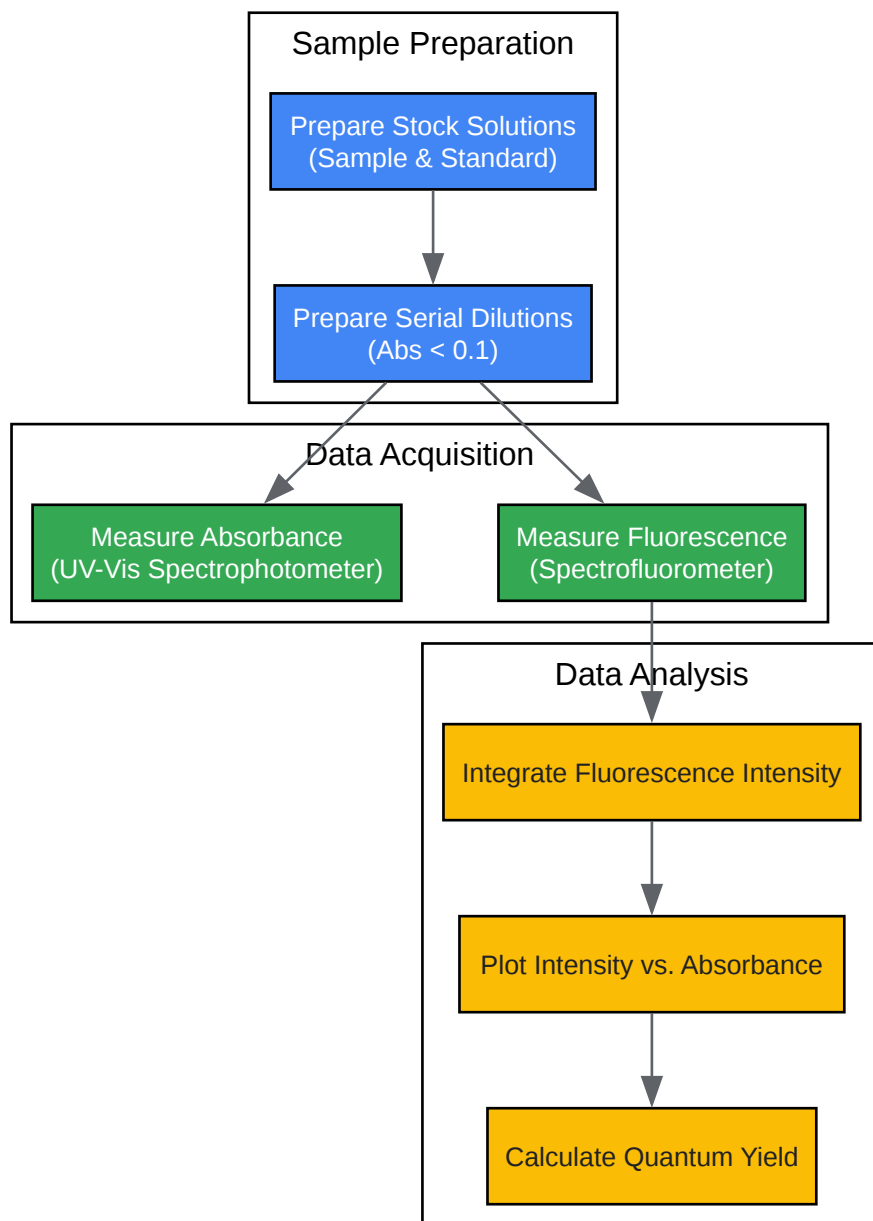 Sample Preparation
Prepare Stock Solutions
(Sample & Standard)
Prepare Serial Dilutions
(Abs < 0.1)
Data Acquisition
Measure Absorbance
(UV-Vis Spectrophotometer)
Measure Fluorescence
(Spectrofluorometer)
Data Analysis
Integrate Fluorescence Intensity
Plot Intensity vs. Absorbance
Calculate Quantum Yield